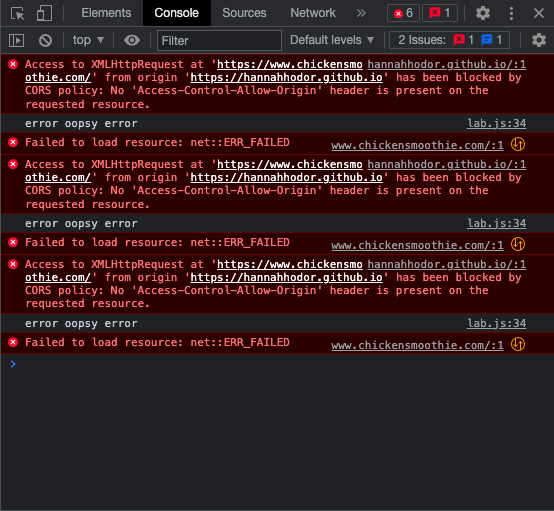 Elements Console Sources Network » 6 1
top ▼ Filter Default levels ▼ 2 Issues: 1 1
Access to XMLHttpRequest at 'https://www.chickensmo hannahhodor.github.io/:1
othie.com/' from origin 'https://hannahhodor.github.io' has been blocked by
CORS policy: No 'Access-Control-Allow-Origin' header is present on the
requested resource.
error oopsy error lab.js:34
Failed to load resource: net::ERR_FAILED www.chickensmoothie.com/:1
Access to XMLHttpRequest at 'https://www.chickensmo hannahhodor.github.io/:1
othie.com/' from origin 'https://hannahhodor.github.io' has been blocked by
CORS policy: No 'Access-Control-Allow-Origin' header is present on the
requested resource.
error oopsy error lab.js:34
Failed to load resource: net::ERR_FAILED www.chickensmoothie.com/:1
Access to XMLHttpRequest at 'https://www.chickensmo hannahhodor.github.io/:1
othie.com/' from origin 'https://hannahhodor.github.io' has been blocked by
CORS policy: No 'Access-Control-Allow-Origin' header is present on the
requested resource.
error oopsy error lab.js:34
Failed to load resource: net::ERR_FAILED www.chickensmoothie.com/:1